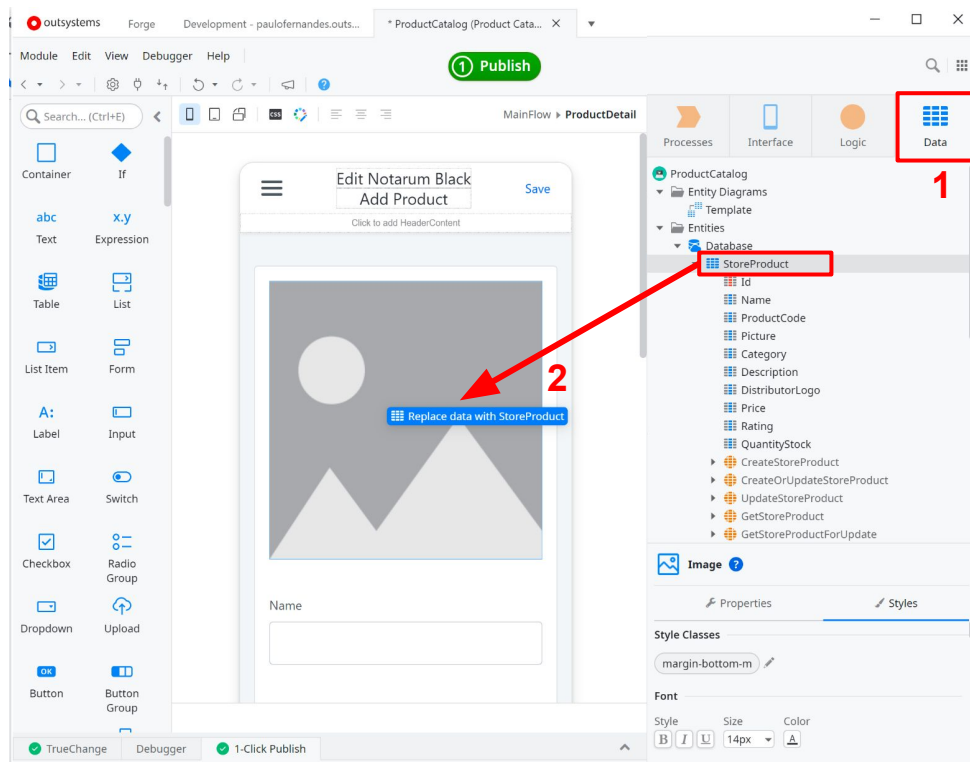 outsystems
Forge
Development - paulofernandes.outs...
* ProductCatalog (Product Cata...
Module Edit View Debugger Help
1 Publish
Search... (Ctrl+E)
CSS
MainFlow ProductDetail
Container
If
abc
x.y
Text
Expression
Table
List
List Item
Form
A:
Label
Input
Text Area
Switch
Checkbox
Radio
Group
Dropdown
Upload
OK
Button
Button
Group
Edit Notarum Black
Add Product
Save
Click to add HeaderContent
Replace data with StoreProduct
2
Name
Processes
Interface
Logic
Data
1
ProductCatalog
Entity Diagrams
Template
Entities
Database
StoreProduct
Id
Name
ProductCode
Picture
Category
Description
DistributorLogo
Price
Rating
QuantityStock
CreateStoreProduct
CreateOrUpdateStoreProduct
UpdateStoreProduct
GetStoreProduct
GetStoreProductForUpdate
Image ?
Properties
Styles
Style Classes
margin-bottom-m
Font
Style
Size
Color
B I U
14px
A
TrueChange
Debugger
1-Click Publish